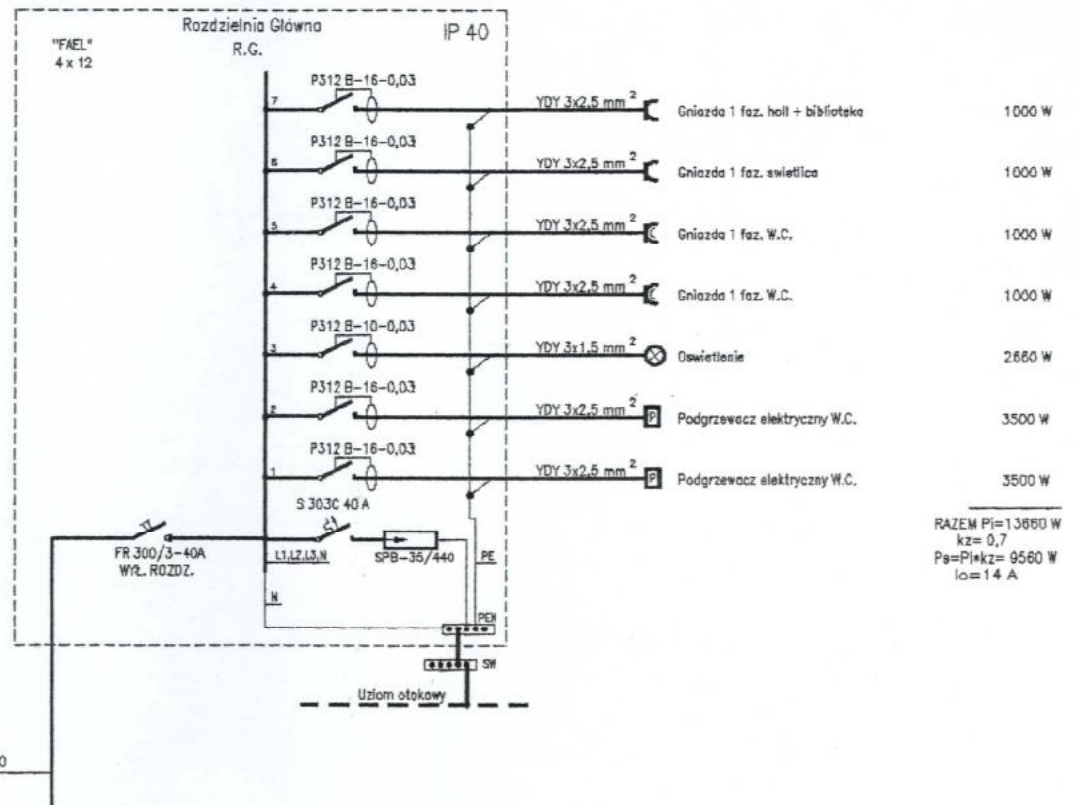 Rozdzielnia Główna
R.G.
IP 40
"FAEL"
4 x 12
P312 B-16-0,03
7
YDY 3x2,5 mm 2
Gniazda 1 faz. holl + biblioteka
1000 W
P312 B-16-0,03
6
YDY 3x2,5 mm 2
Gniazda 1 faz. swietlica
1000 W
P312 B-16-0,03
5
YDY 3x2,5 mm 2
Gniazda 1 faz. W.C.
1000 W
P312 B-16-0,03
4
YDY 3x2,5 mm 2
Gniazda 1 faz. W.C.
1000 W
P312 B-10-0,03
3
YDY 3x1,5 mm 2
Oswietlenie
2660 W
P312 B-16-0,03
2
YDY 3x2,5 mm 2
P
Podgrzewacz elektryczny W.C.
3500 W
P312 B-16-0,03
1
YDY 3x2,5 mm 2
P
Podgrzewacz elektryczny W.C.
3500 W
S 303C 40 A
FR 300/3-40A
WYŁ. ROZDZ.
L1,L2,L3,N
SPB-35/440
PE
N
PEN
SW
Uziom otokowy
RAZEM Pi=13660 W
kz= 0,7
Ps=Pi*kz= 9560 W
Io=14 A
0